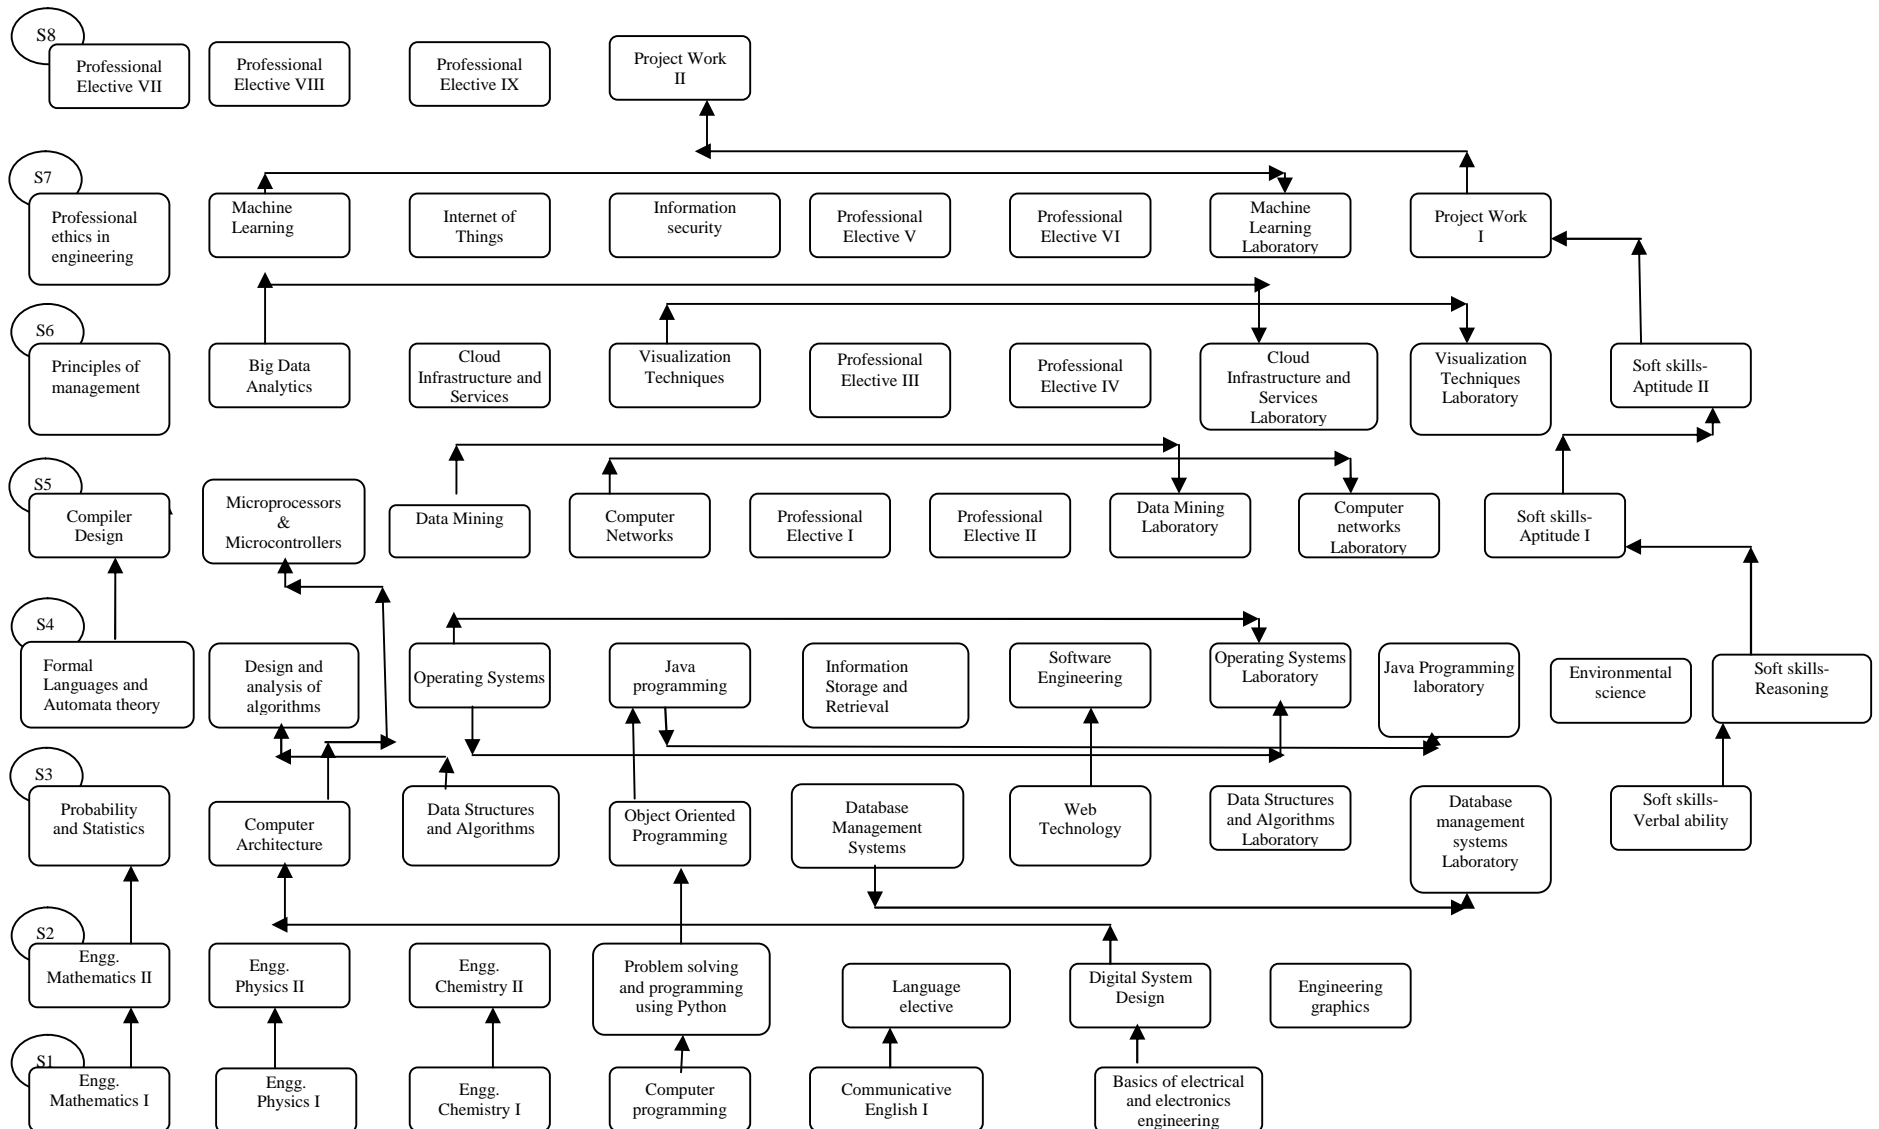 S8
Professional
Elective VII
Professional
Elective VIII
Professional
Elective IX
Project Work
II
S7
Professional
ethics in
engineering
Machine
Learning
Internet of
Things
Information
security
Professional
Elective V
Professional
Elective VI
Machine
Learning
Laboratory
Project Work
I
S6
Principles of
management
Big Data
Analytics
Cloud
Infrastructure and
Services
Visualization
Techniques
Professional
Elective III
Professional
Elective IV
Cloud
Infrastructure and
Services
Laboratory
Visualization
Techniques
Laboratory
Soft skills-
Aptitude II
S5
Compiler
Design
Microprocessors
&
Microcontrollers
Data Mining
Computer
Networks
Professional
Elective I
Professional
Elective II
Data Mining
Laboratory
Computer
networks
Laboratory
Soft skills-
Aptitude I
S4
Formal
Languages and
Automata theory
Design and
analysis of
algorithms
Operating Systems
Java
programming
Information
Storage and
Retrieval
Software
Engineering
Operating Systems
Laboratory
Java Programming
laboratory
Environmental
science
Soft skills-
Reasoning
S3
Probability
and Statistics
Computer
Architecture
Data Structures
and Algorithms
Object Oriented
Programming
Database
Management
Systems
Web
Technology
Data Structures
and Algorithms
Laboratory
Database
management
systems
Laboratory
Soft skills-
Verbal ability
S2
Engg.
Mathematics II
Engg.
Physics II
Engg.
Chemistry II
Problem solving
and programming
using Python
Language
elective
Digital System
Design
Engineering
graphics
S1
Engg.
Mathematics I
Engg.
Physics I
Engg.
Chemistry I
Computer
programming
Communicative
English I
Basics of electrical
and electronics
engineering